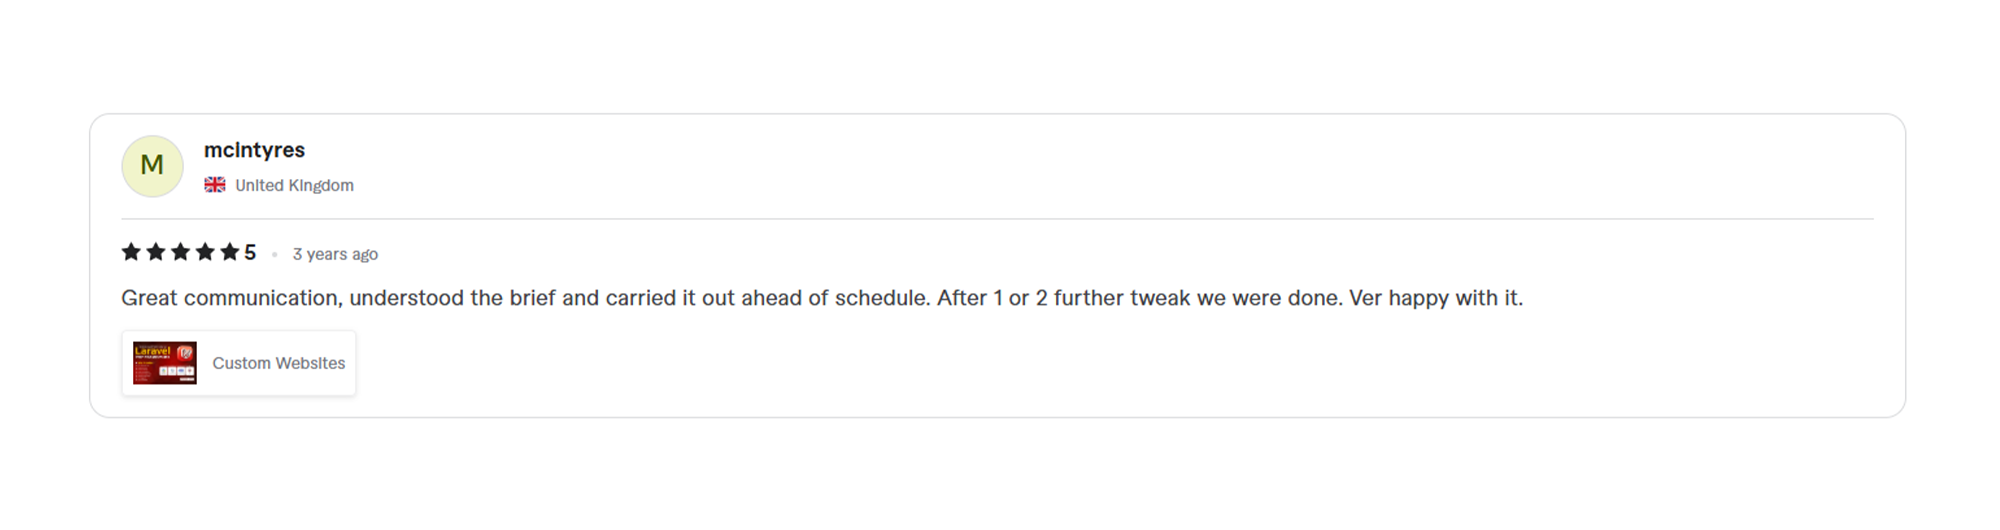 M
mcintyres
United Kingdom
5 • 3 years ago
Great communication, understood the brief and carried it out ahead of schedule. After 1 or 2 further tweak we were done. Ver happy with it.
Laravel
Custom Websites